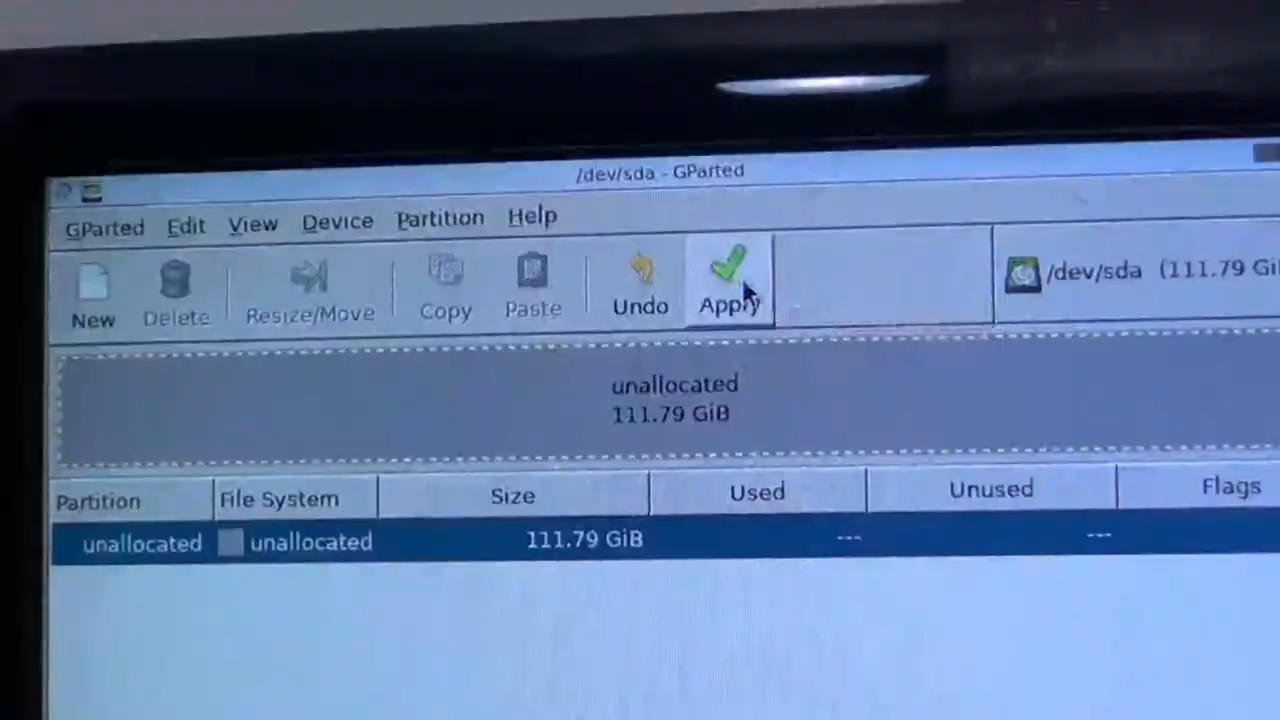 /dev/sda - GParted
GParted Edit View Device Partition Help
New Delete Resize/Move Copy Paste Undo Apply
/dev/sda (111.79 Gi
unallocated
111.79 GiB
Partition File System Size Used Unused Flags
unallocated unallocated 111.79 GiB --- ---